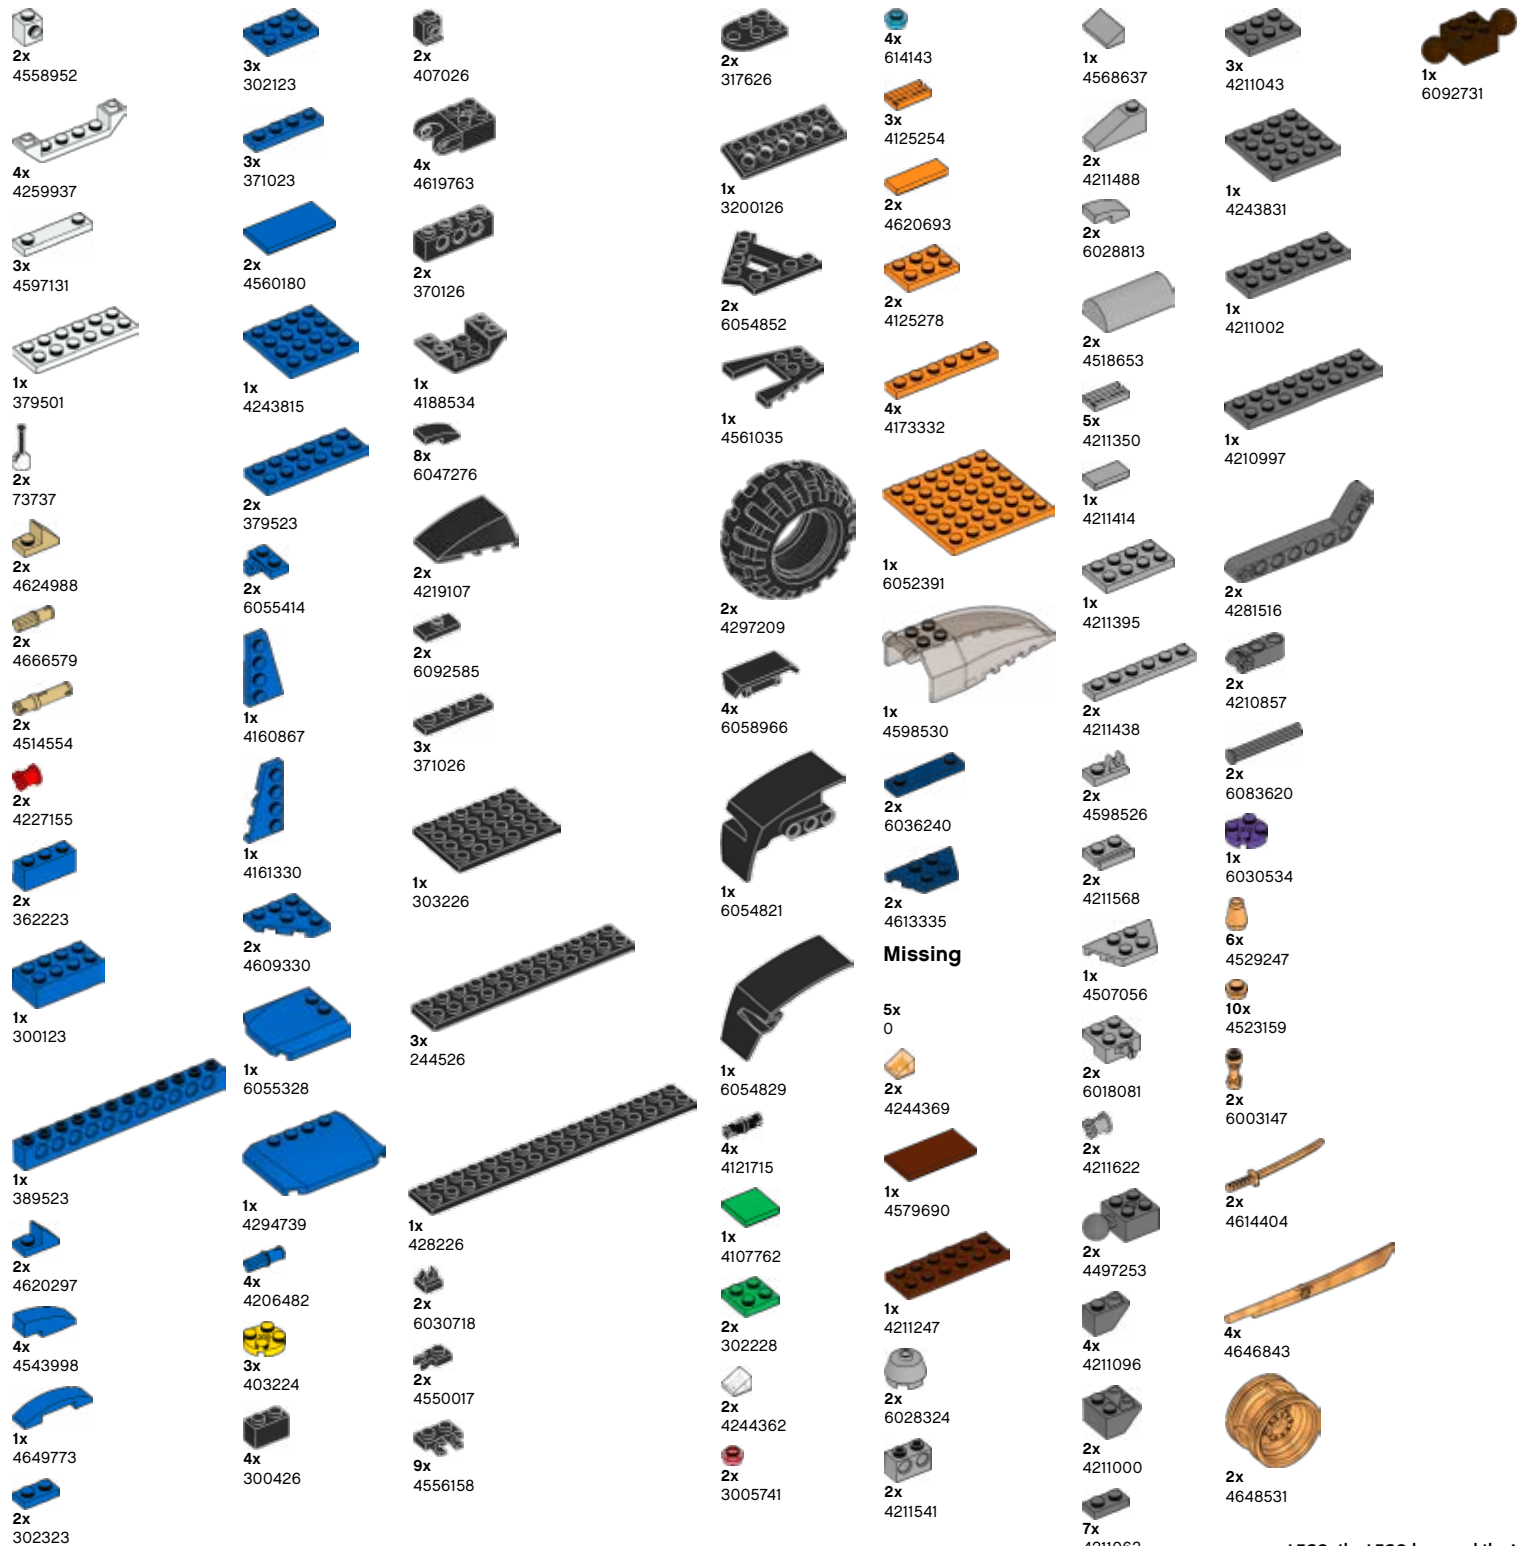 2x
4558952
4x
4259937
3x
4597131
1x
379501
2x
73737
2x
4624988
2x
4666579
2x
4514554
2x
4227155
2x
362223
1x
300123
1x
389523
2x
4620297
4x
4543998
1x
4649773
2x
302323
3x
302123
3x
371023
2x
4560180
1x
4243815
2x
379523
2x
6055414
1x
4160867
1x
4161330
2x
4609330
1x
6055328
1x
4294739
4x
4206482
3x
403224
4x
300426
2x
407026
4x
4619763
2x
370126
1x
4188534
8x
6047276
2x
4219107
2x
6092585
3x
371026
1x
303226
3x
244526
1x
428226
2x
6030718
2x
4550017
9x
4556158
2x
317626
1x
3200126
2x
6054852
1x
4561035
2x
4297209
4x
6058966
1x
6054821
1x
6054829
4x
4121715
1x
4107762
2x
302228
2x
4244362
2x
3005741
4x
614143
3x
4125254
2x
4620693
2x
4125278
4x
4173332
1x
6052391
1x
4598530
2x
6036240
2x
4613335
Missing
5x
0
2x
4244369
1x
4579690
1x
4211247
2x
6028324
2x
4211541
1x
4568637
2x
4211488
2x
6028813
2x
4518653
5x
4211350
1x
4211414
1x
4211395
2x
4211438
2x
4598526
2x
4211568
1x
4507056
2x
6018081
2x
4211622
2x
4497253
4x
4211096
2x
4211000
7x
3x
4211043
1x
4243831
1x
4211002
1x
4210997
2x
4281516
2x
4210857
2x
6083620
1x
6030534
6x
4529247
10x
4523159
2x
6003147
2x
4614404
4x
4646843
2x
4648531
1x
6092731